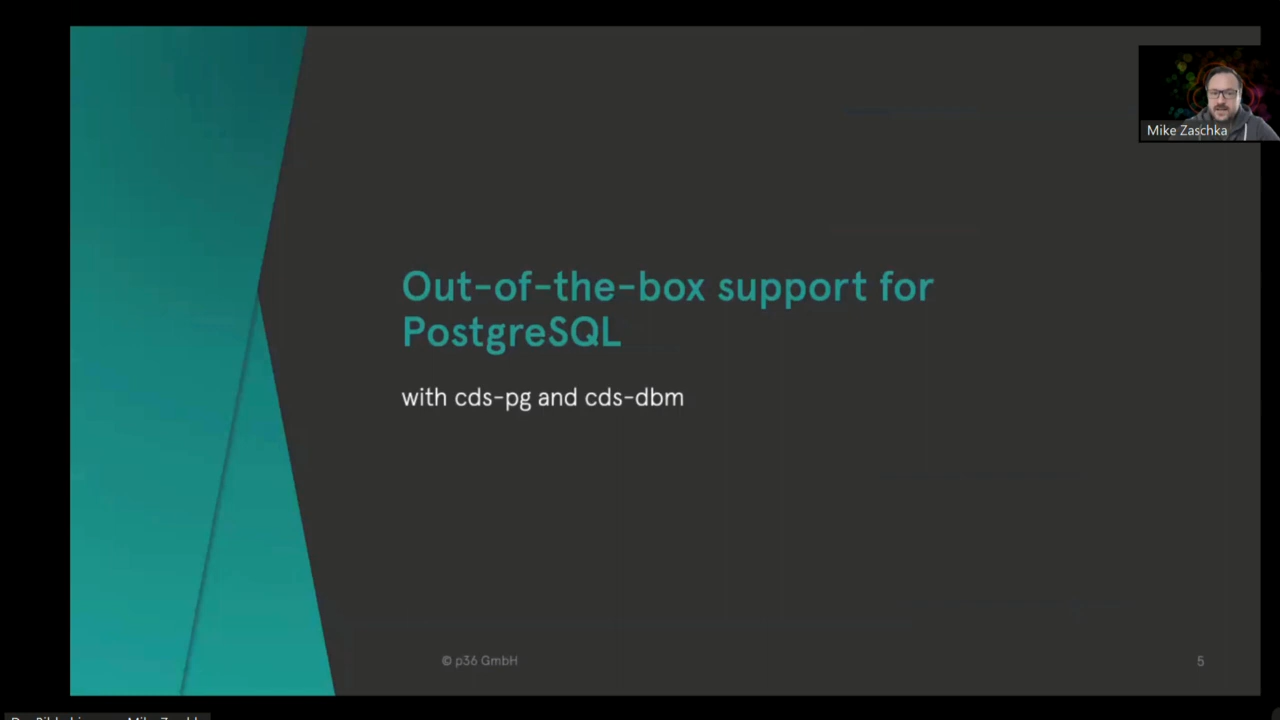 Mike Zaschka
Out-of-the-box support for
PostgreSQL
with cds-pg and cds-dbm
© p36 GmbH
5